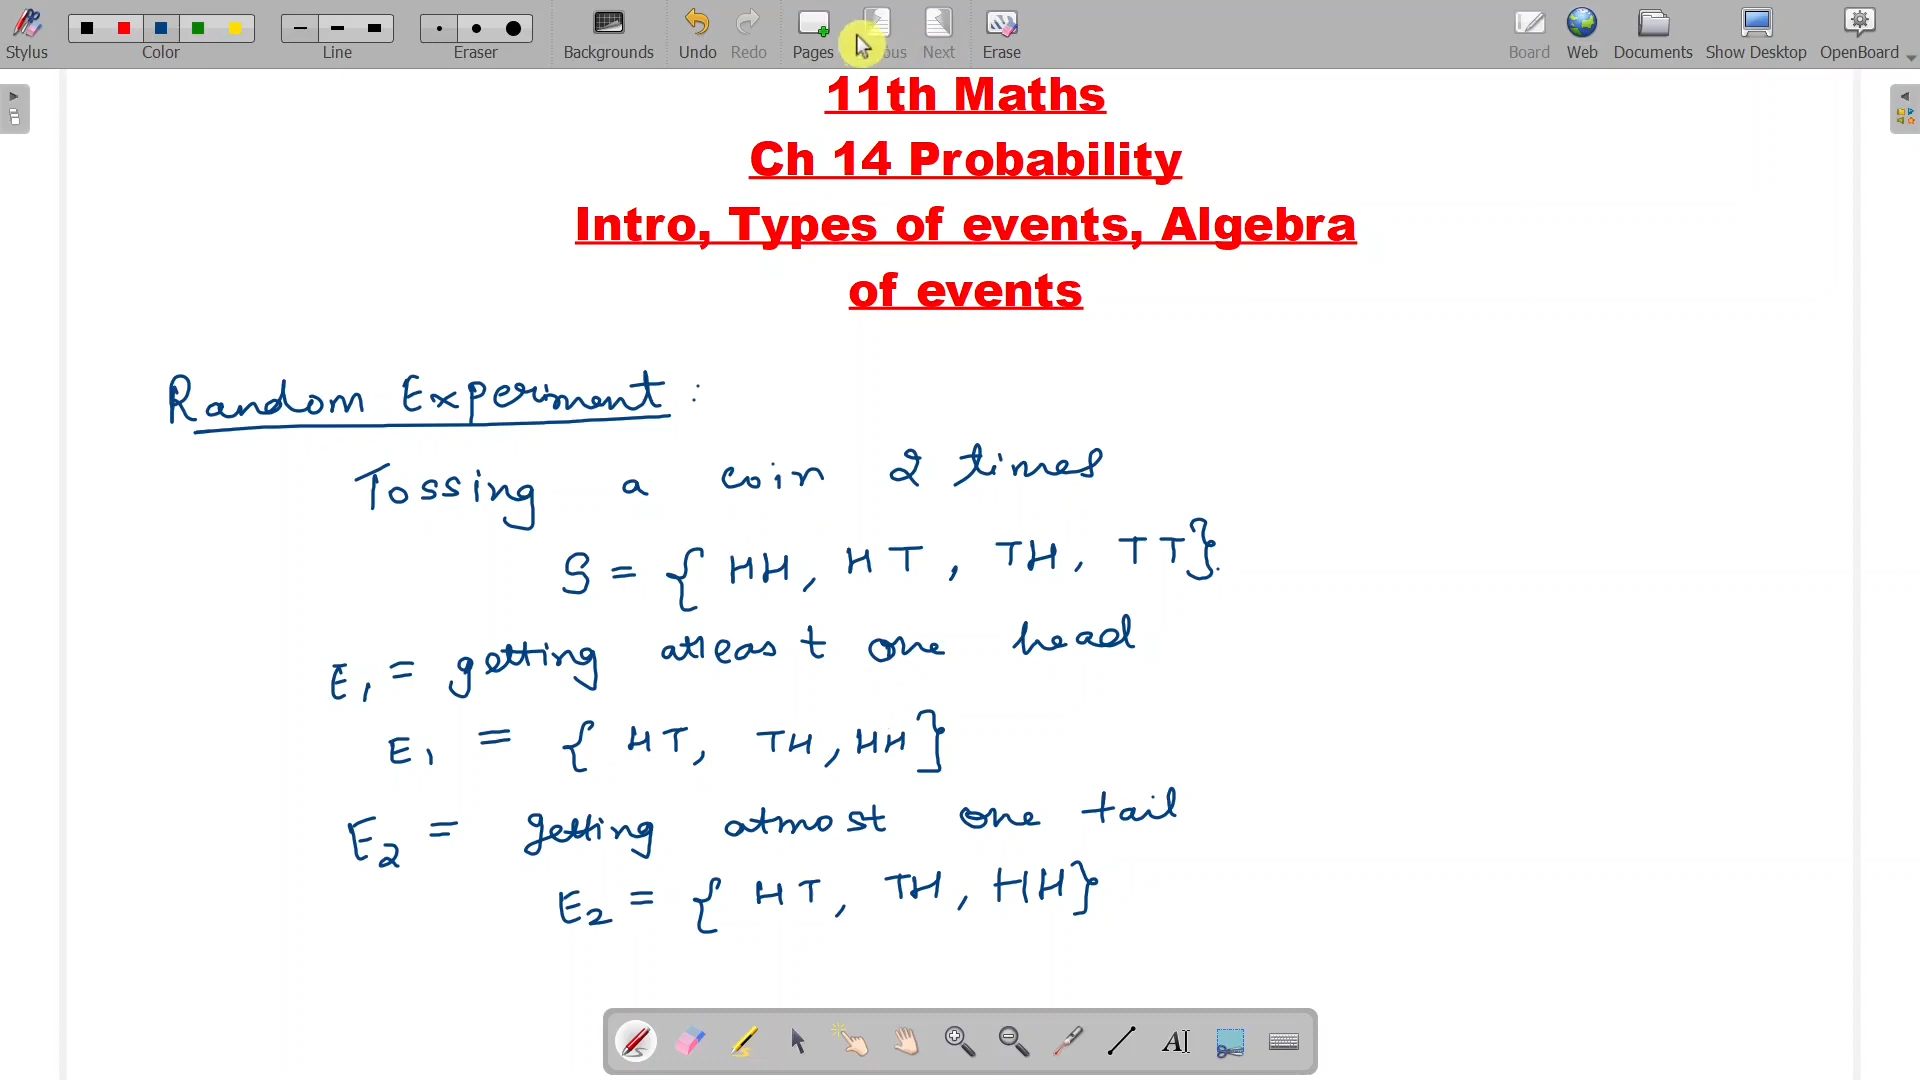 Stylus Color Line Eraser Backgrounds Undo Redo Pages Next Erase Board Web Documents Show Desktop OpenBoard
11th Maths
Ch 14 Probability
Intro, Types of events, Algebra
of events
Random Experiment :
Tossing a coin 2 times
S = { HH, HT, TH, TT}.
E1 = getting atleast one head
E1 = { HT, TH, HH}
E2 = getting atmost one tail
E2 = { HT, TH, HH}
AI